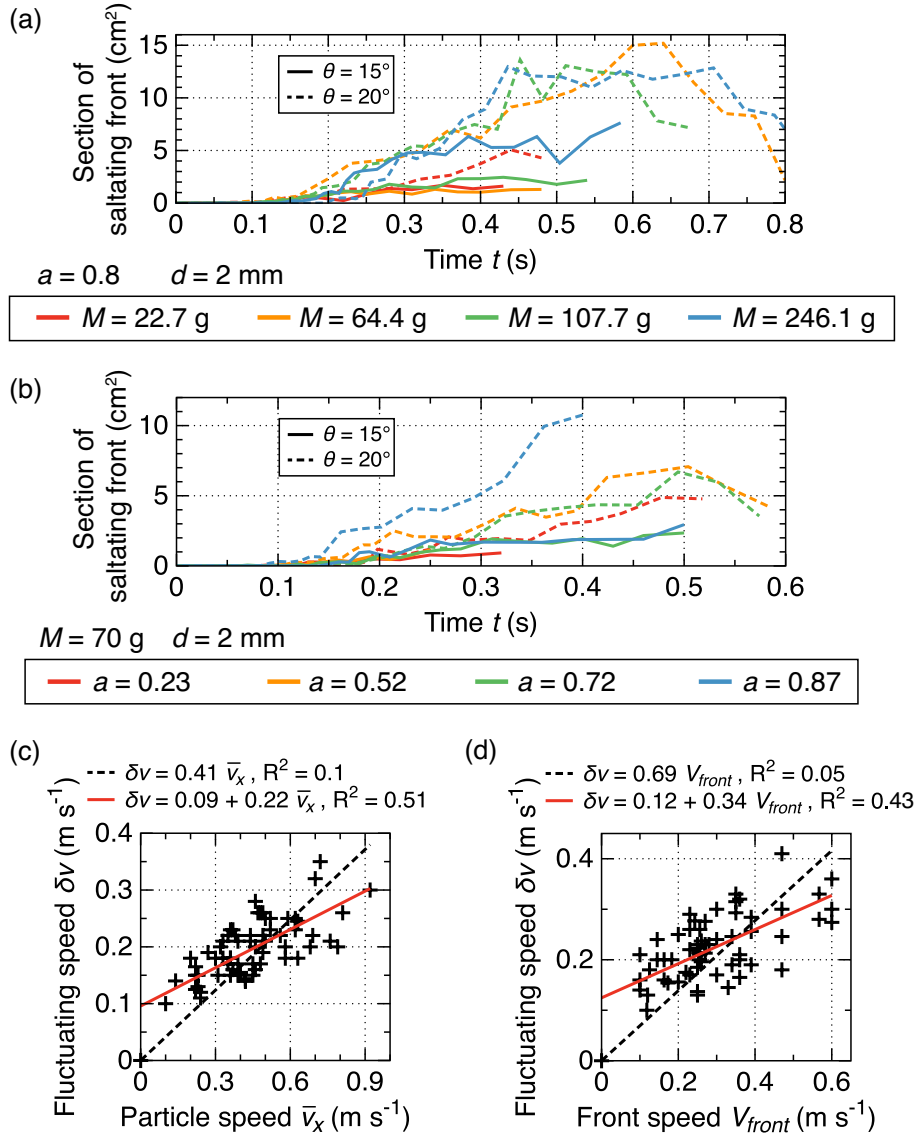 (a)
Section of
saltating front (cm²)
15
10
5
0
θ = 15°
θ = 20°
0 0.1 0.2 0.3 0.4 0.5 0.6 0.7 0.8
Time t (s)
a = 0.8 d = 2 mm
M = 22.7 g M = 64.4 g M = 107.7 g M = 246.1 g
(b)
Section of
saltating front (cm²)
10
5
0
θ = 15°
θ = 20°
0 0.1 0.2 0.3 0.4 0.5 0.6
Time t (s)
M = 70 g d = 2 mm
a = 0.23 a = 0.52 a = 0.72 a = 0.87
(c)
δv = 0.41 v̄x , R² = 0.1
δv = 0.09 + 0.22 v̄x , R² = 0.51
Fluctuating speed δv (m s⁻¹)
0.4
0.3
0.2
0.1
0
0 0.3 0.6 0.9
Particle speed v̄x (m s⁻¹)
(d)
δv = 0.69 Vfront , R² = 0.05
δv = 0.12 + 0.34 Vfront , R² = 0.43
Fluctuating speed δv (m s⁻¹)
0.4
0.2
0
0 0.2 0.4 0.6
Front speed Vfront (m s⁻¹)